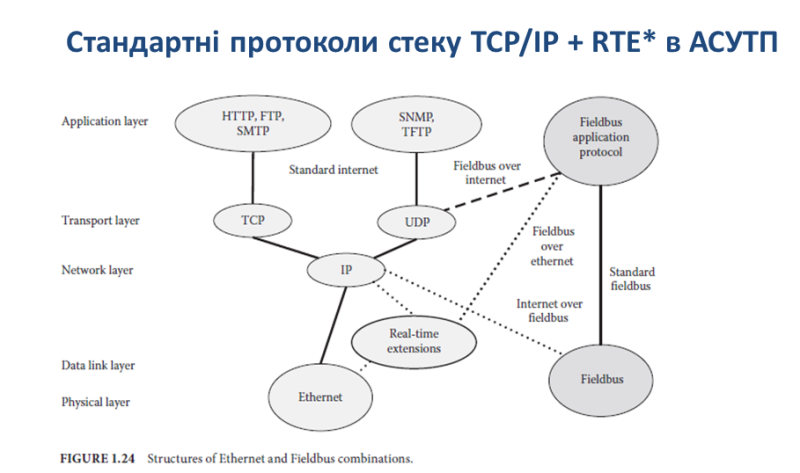 Стандартні протоколи стеку TCP/IP + RTE* в АСУТП
Application layer
HTTP, FTP,
SMTP
SNMP,
TFTP
Fieldbus
application
protocol
Standard internet
Fieldbus over
internet
Transport layer
TCP
UDP
Fieldbus
over
ethernet
Network layer
IP
Standard
fieldbus
Internet over
fieldbus
Real-time
extensions
Data link layer
Physical layer
Ethernet
Fieldbus
FIGURE 1.24 Structures of Ethernet and Fieldbus combinations.